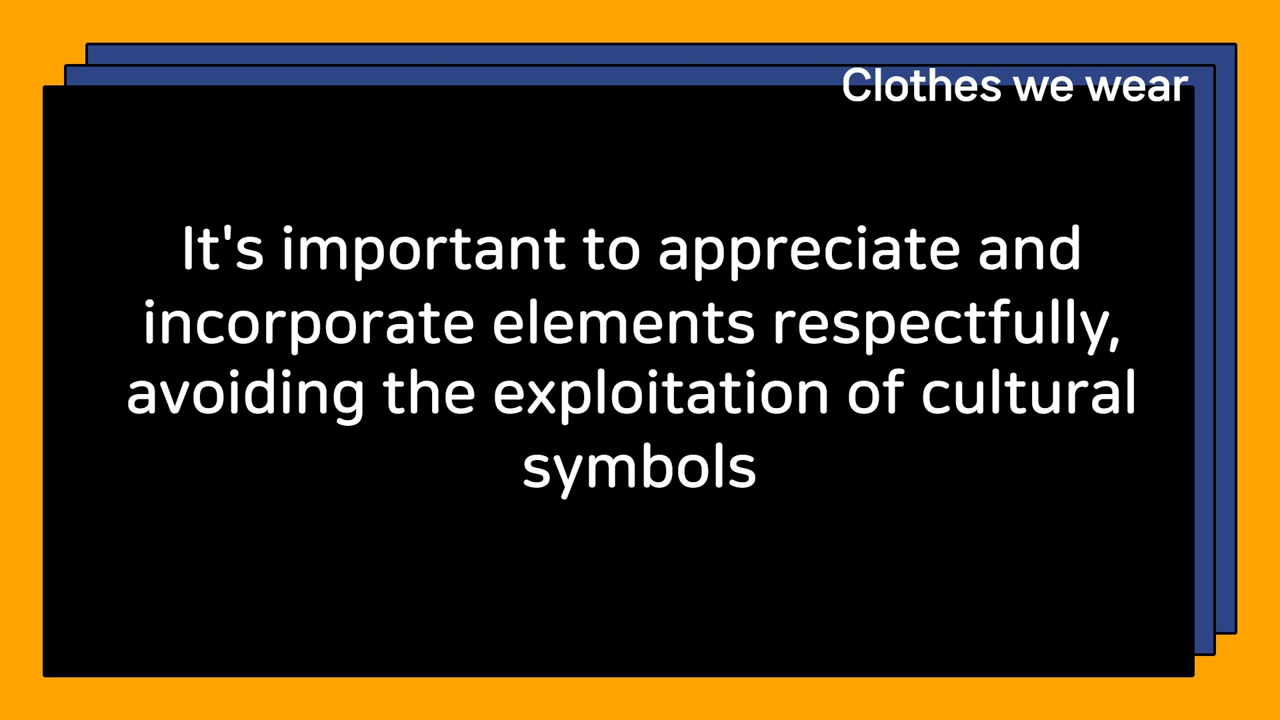 Clothes we wear
It's important to appreciate and
incorporate elements respectfully,
avoiding the exploitation of cultural
symbols